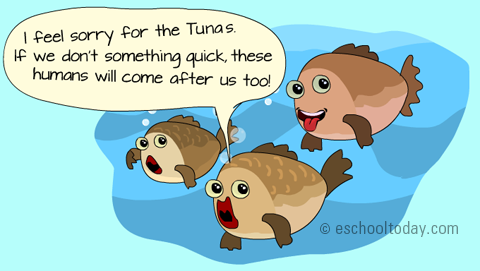 I feel sorry for the Tunas.
If we don't something quick, these
humans will come after us too!
© eschooltoday.com